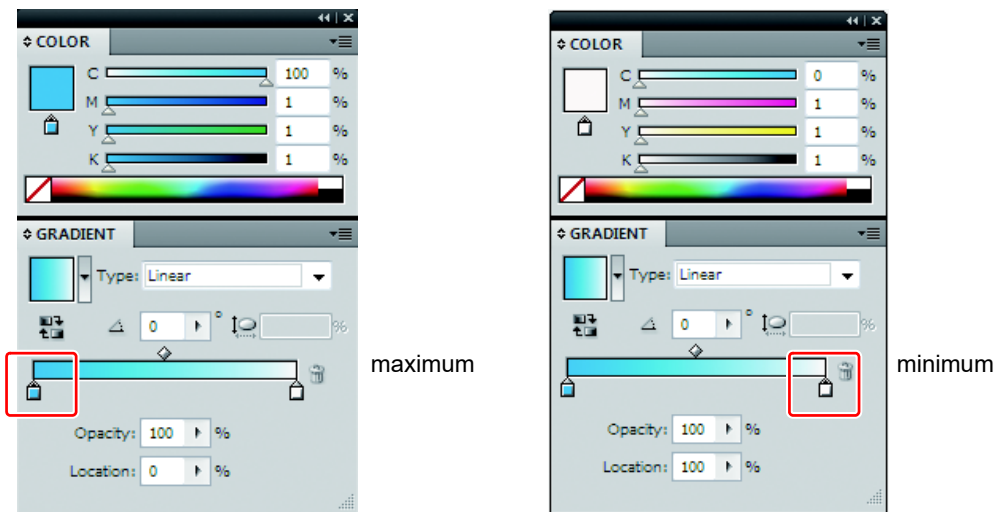 COLOR
C 100 %
M 1 %
Y 1 %
K 1 %
GRADIENT
Type: Linear
0 ° %
Opacity: 100 %
Location: 0 %
maximum
COLOR
C 0 %
M 1 %
Y 1 %
K 1 %
GRADIENT
Type: Linear
0 ° %
Opacity: 100 %
Location: 100 %
minimum